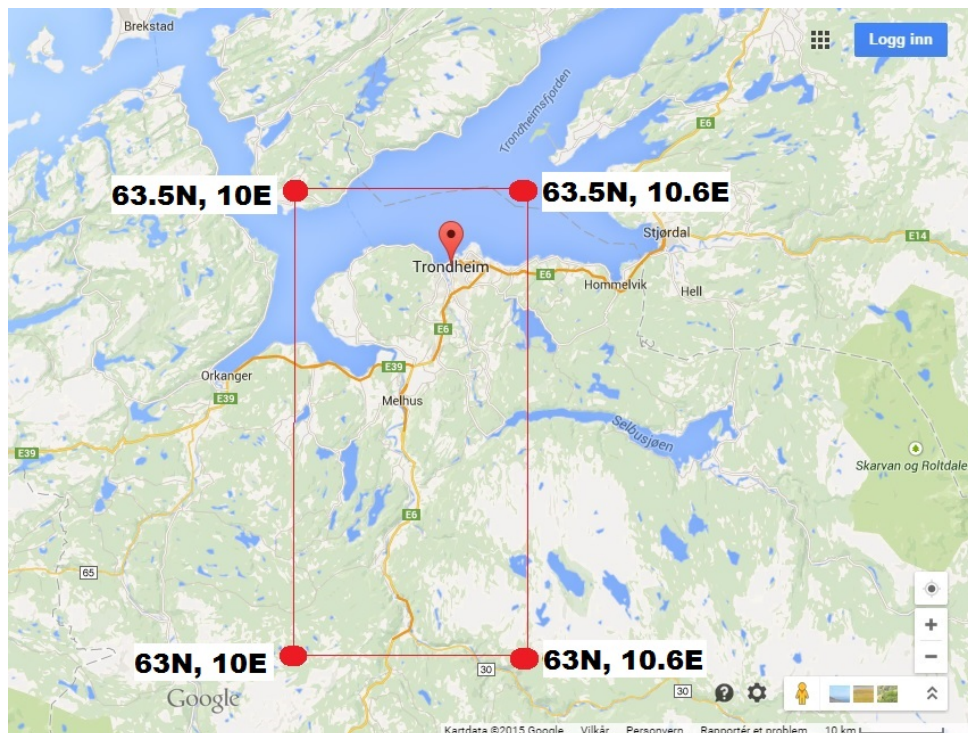 Brekstad
Logg inn
Trondheimsfjorden
E6
63.5N, 10E
63.5N, 10.6E
Stjørdal
E14
Trondheim
E6
Hommelvik
Hell
E6
Orkanger
E39
E39
Melhus
E39
Selbusjøen
Skarvan og Roltdale
E6
65
63N, 10E
63N, 10.6E
30
Google
30
Kartdata ©2015 Google Vilkår Personvern Rapportér et problem 10 km